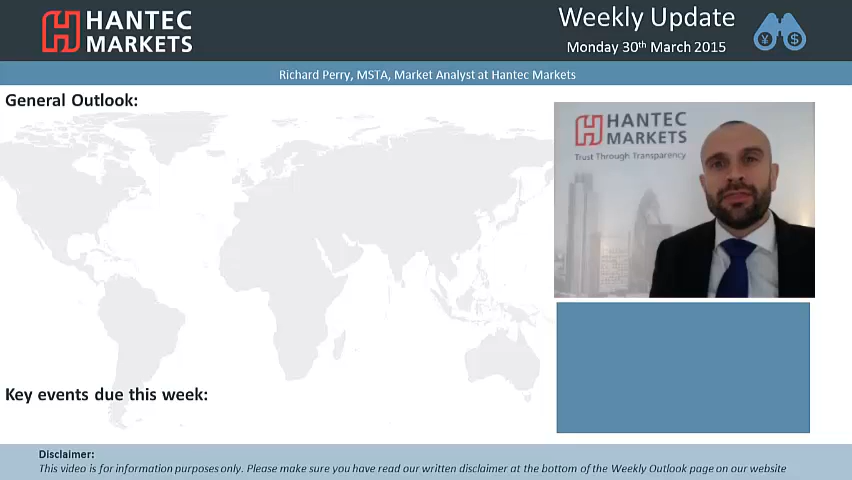 HANTEC
MARKETS
Weekly Update
Monday 30th March 2015
Richard Perry, MSTA, Market Analyst at Hantec Markets
General Outlook:
HANTEC
MARKETS
Trust Through Transparency
Key events due this week:
Disclaimer:
This video is for information purposes only. Please make sure you have read our written disclaimer at the bottom of the Weekly Outlook page on our website